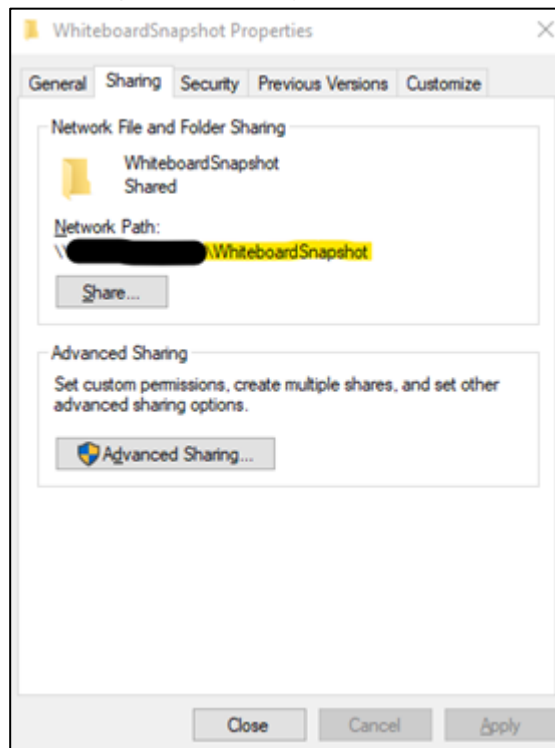 WhiteboardSnapshot Properties
General Sharing Security Previous Versions Customize
Network File and Folder Sharing
WhiteboardSnapshot
Shared
Network Path:
\\ \WhiteboardSnapshot
Share...
Advanced Sharing
Set custom permissions, create multiple shares, and set other
advanced sharing options.
Advanced Sharing...
Close Cancel Apply